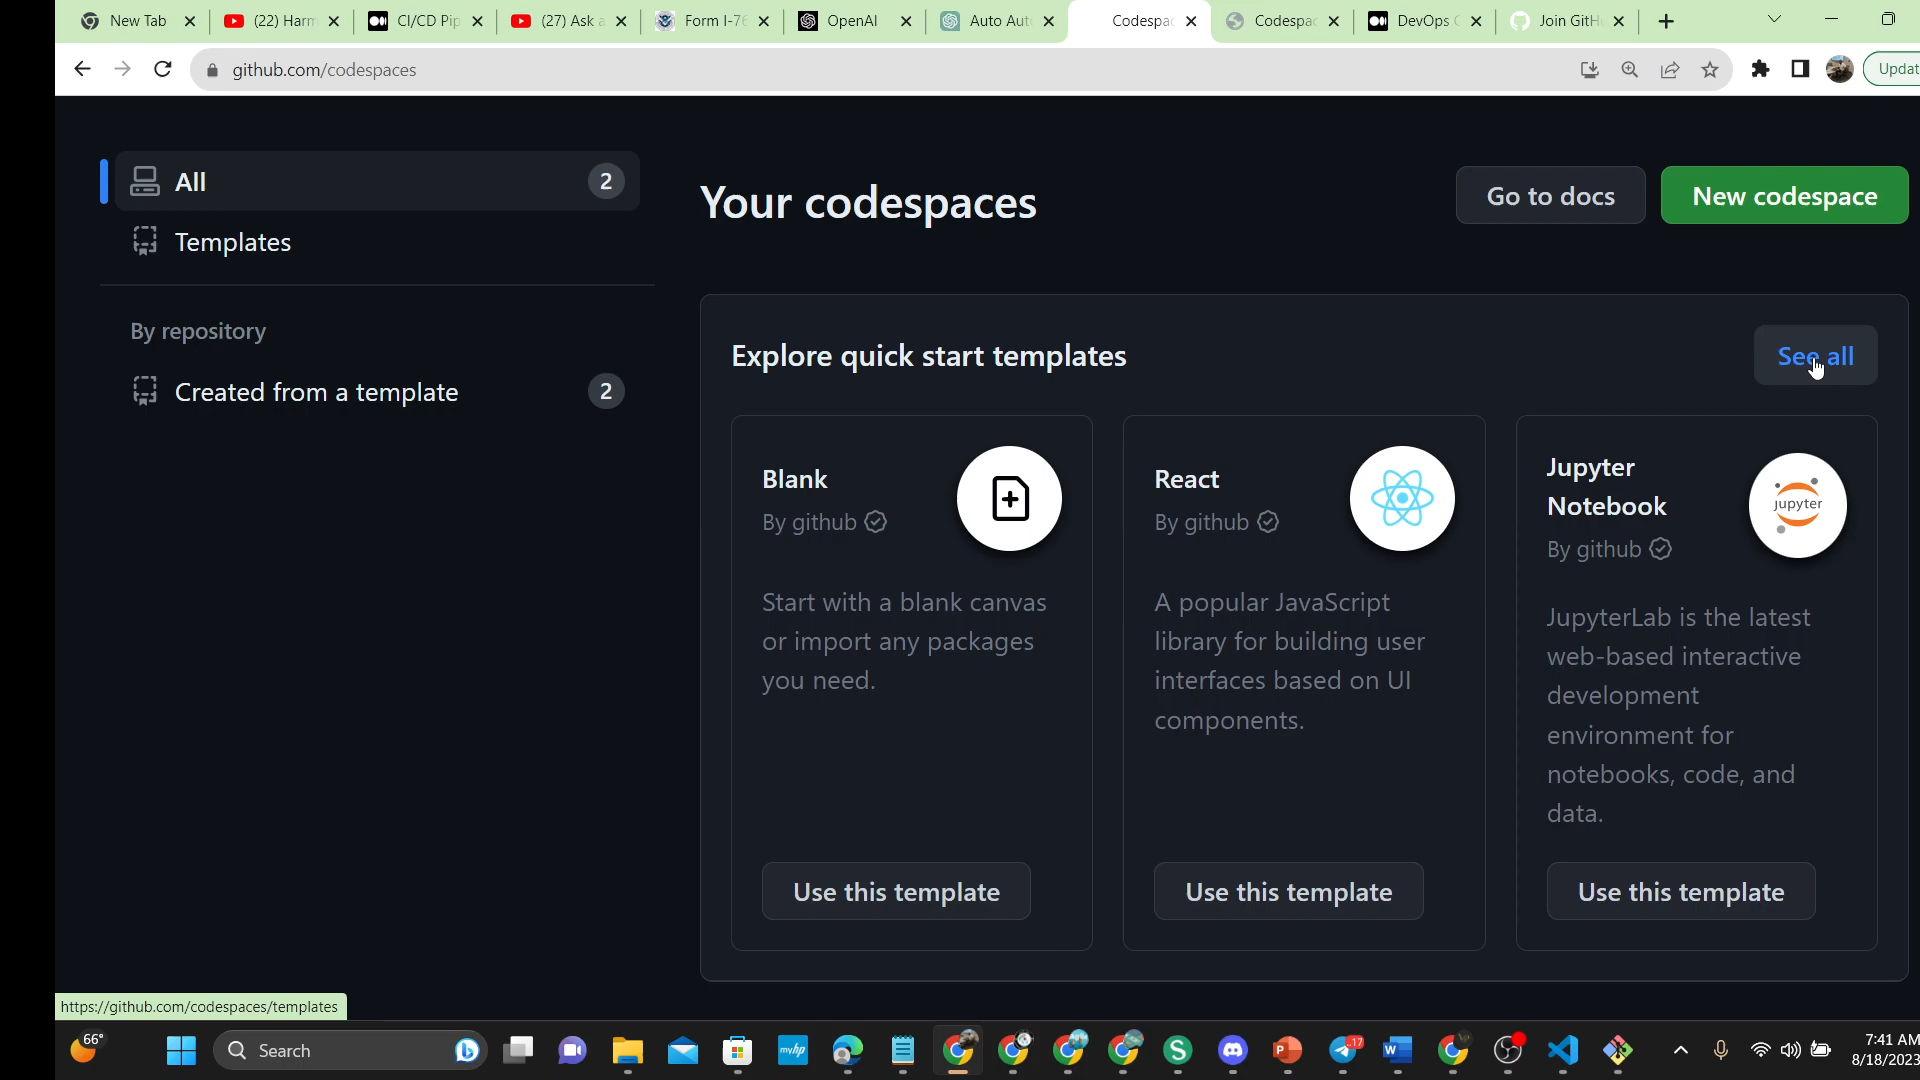 New Tab
(22) Harm
CI/CD Pip
(27) Ask a
Form I-76
OpenAI
Auto Aut
Codespac
Codespac
DevOps C
Join GitH
github.com/codespaces
Updat
All
2
Templates
By repository
Created from a template
2
Your codespaces
Go to docs
New codespace
Explore quick start templates
See all
Blank
By github
Start with a blank canvas
or import any packages
you need.
Use this template
React
By github
A popular JavaScript
library for building user
interfaces based on UI
components.
Use this template
Jupyter
Notebook
By github
jupyter
JupyterLab is the latest
web-based interactive
development
environment for
notebooks, code, and
data.
Use this template
https://github.com/codespaces/templates
66°
Search
myhp
S
P
17
W
7:41 AM
8/18/2023